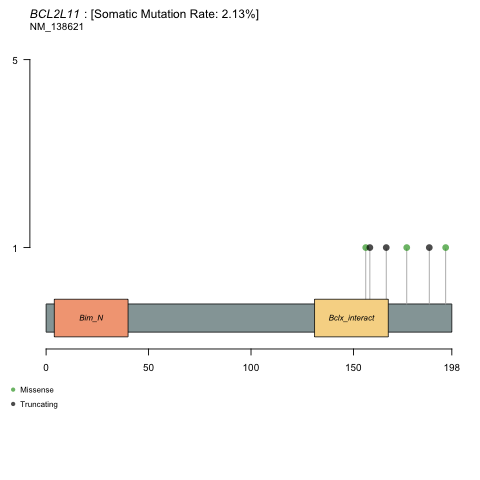 BCL2L11 : [Somatic Mutation Rate: 2.13%]
NM_138621
5
1
Bim_N
Bclx_interact
0 50 100 150 198
Missense
Truncating